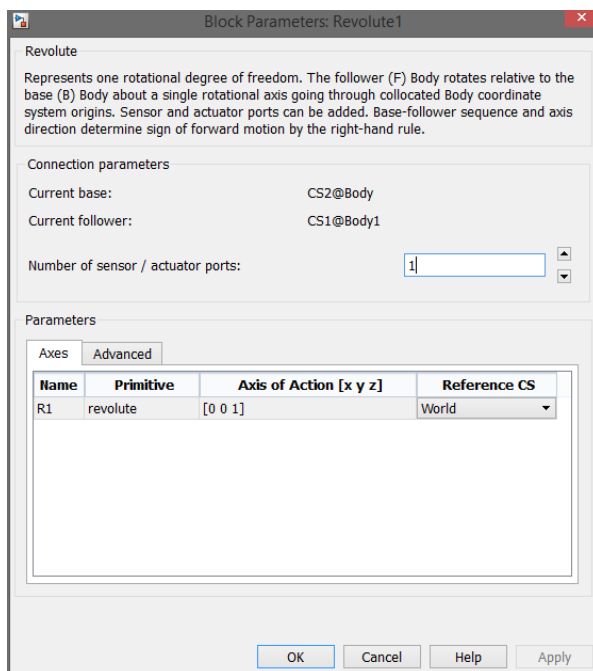 Block Parameters: Revolute1
Revolute
Represents one rotational degree of freedom. The follower (F) Body rotates relative to the
base (B) Body about a single rotational axis going through collocated Body coordinate
system origins. Sensor and actuator ports can be added. Base-follower sequence and axis
direction determine sign of forward motion by the right-hand rule.
Connection parameters
Current base: CS2@Body
Current follower: CS1@Body1
Number of sensor / actuator ports: 1
Parameters
Axes Advanced
Name Primitive Axis of Action [x y z] Reference CS
R1 revolute [0 0 1] World
OK Cancel Help Apply